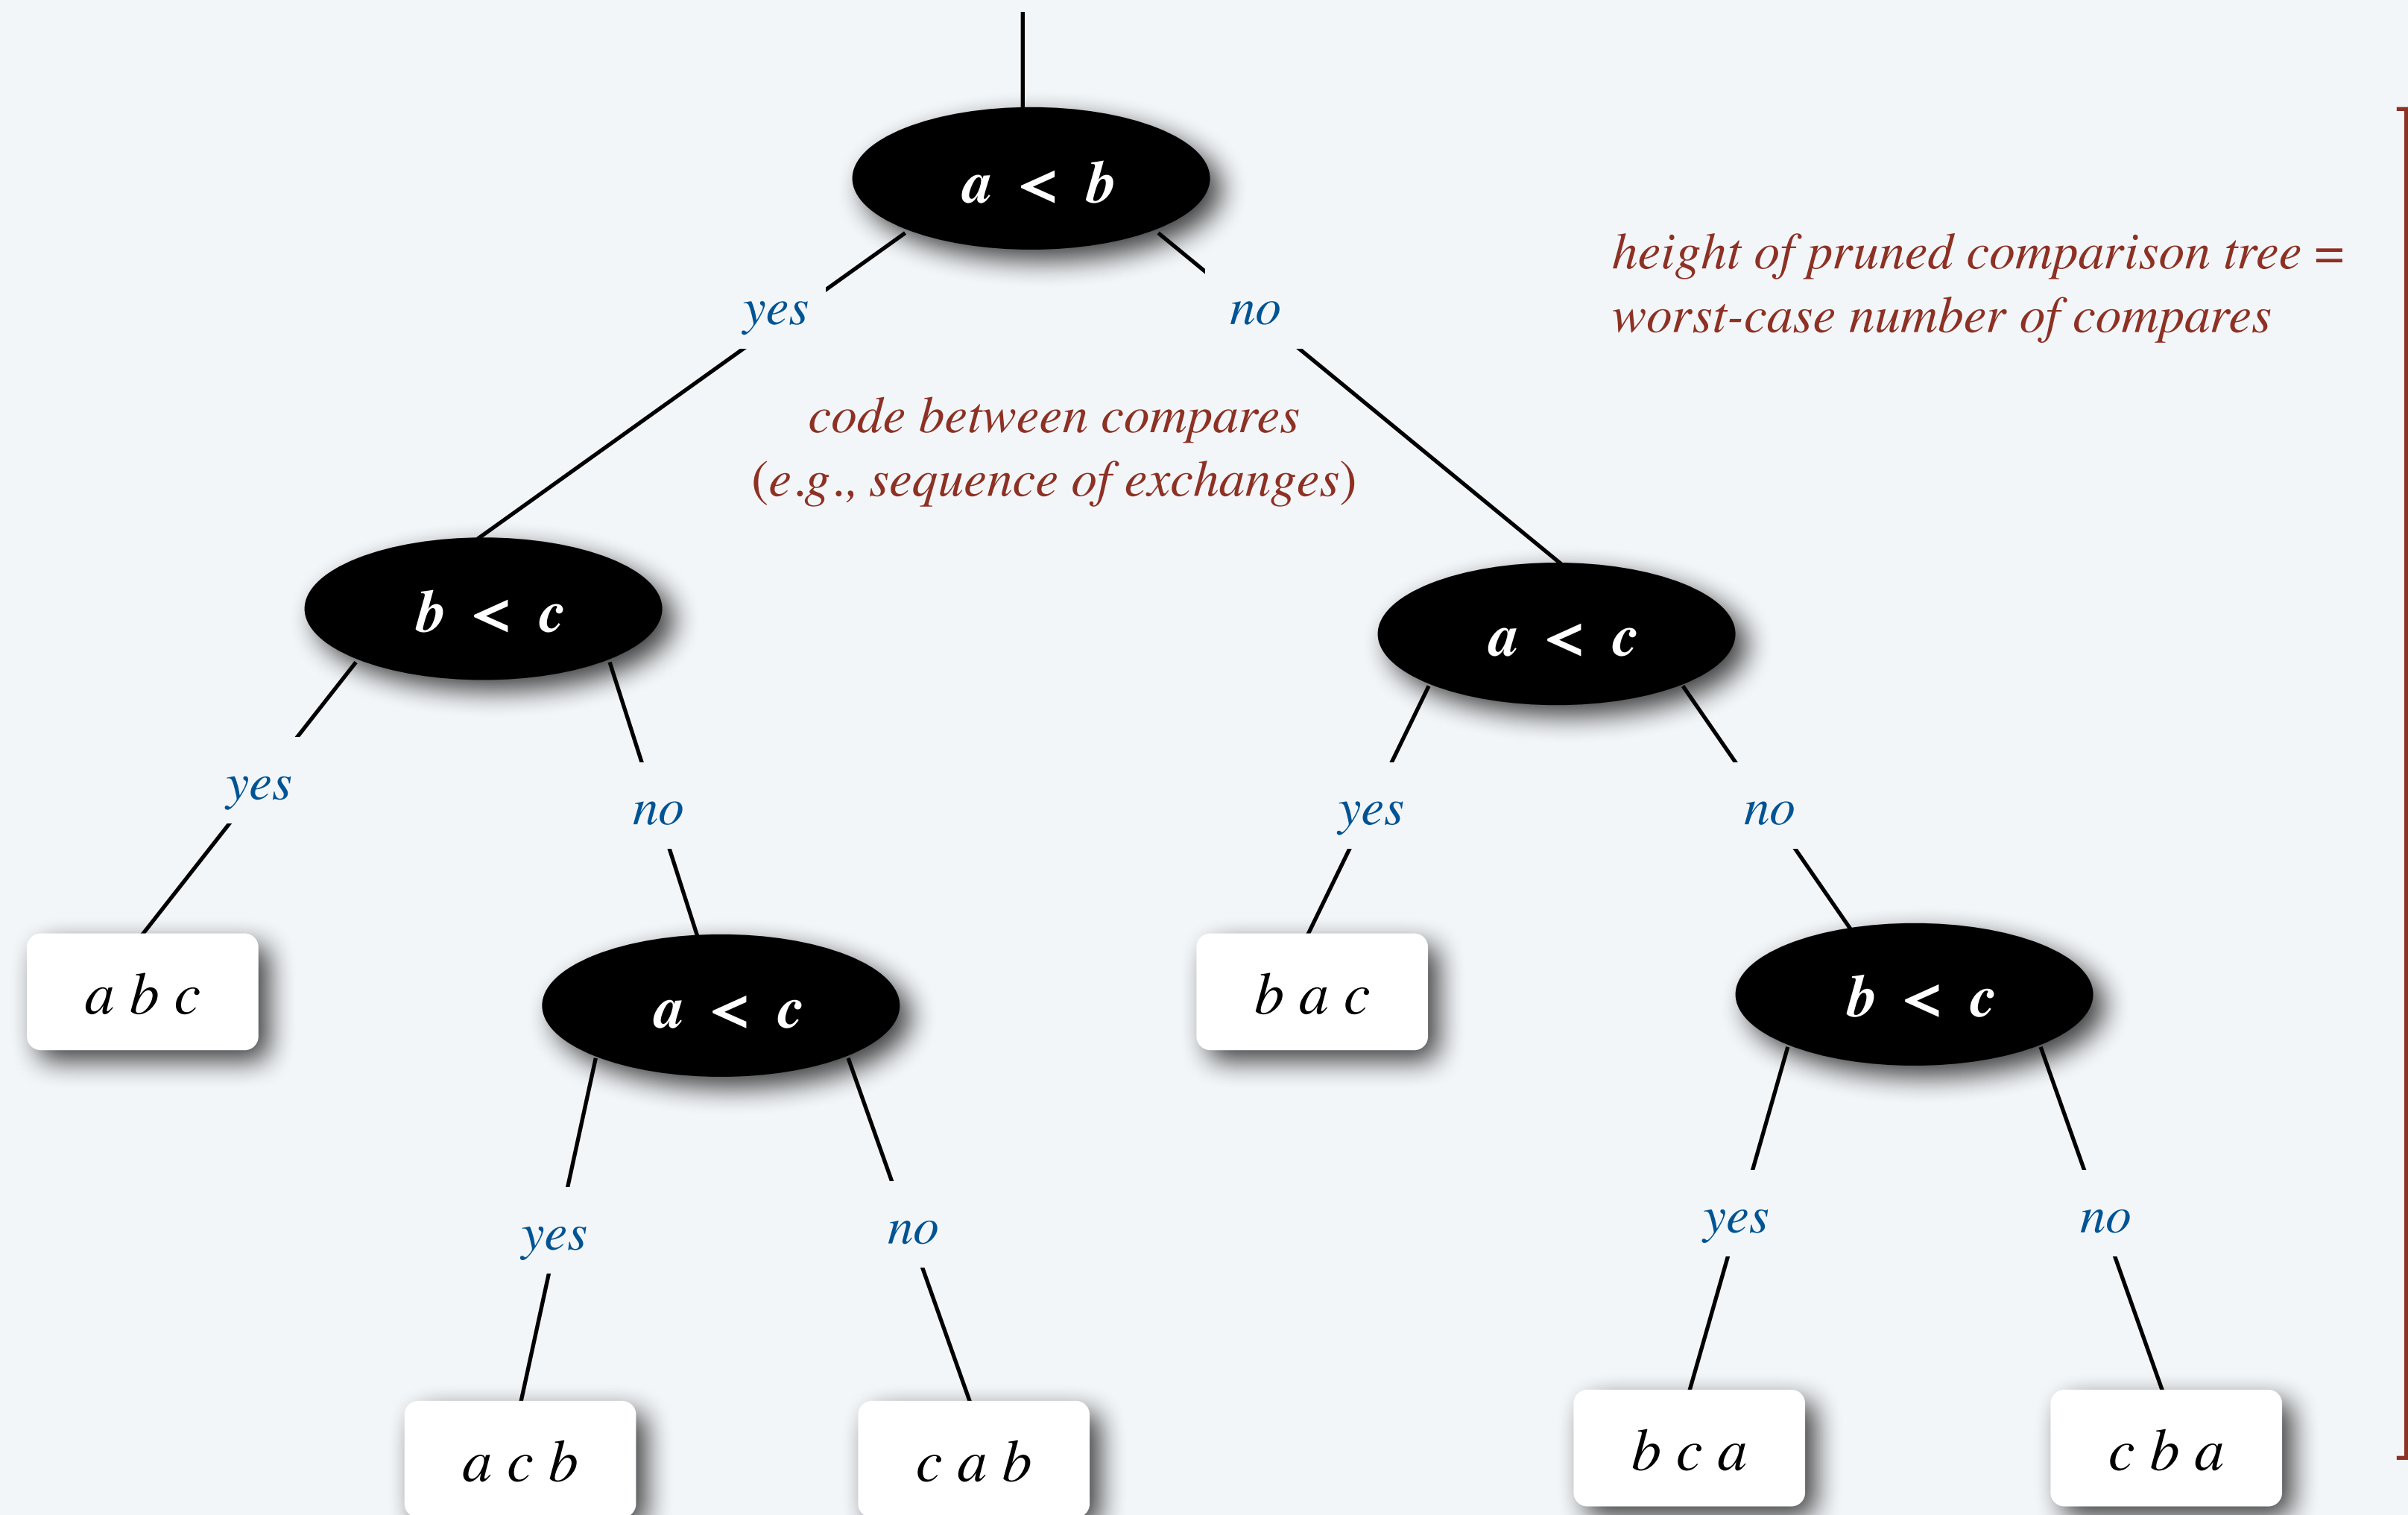 a < b
height of pruned comparison tree =
worst-case number of compares
yes
no
code between compares
(e.g., sequence of exchanges)
b < c
a < c
yes
no
yes
no
a b c
a < c
b a c
b < c
yes
no
yes
no
a c b
c a b
b c a
c b a